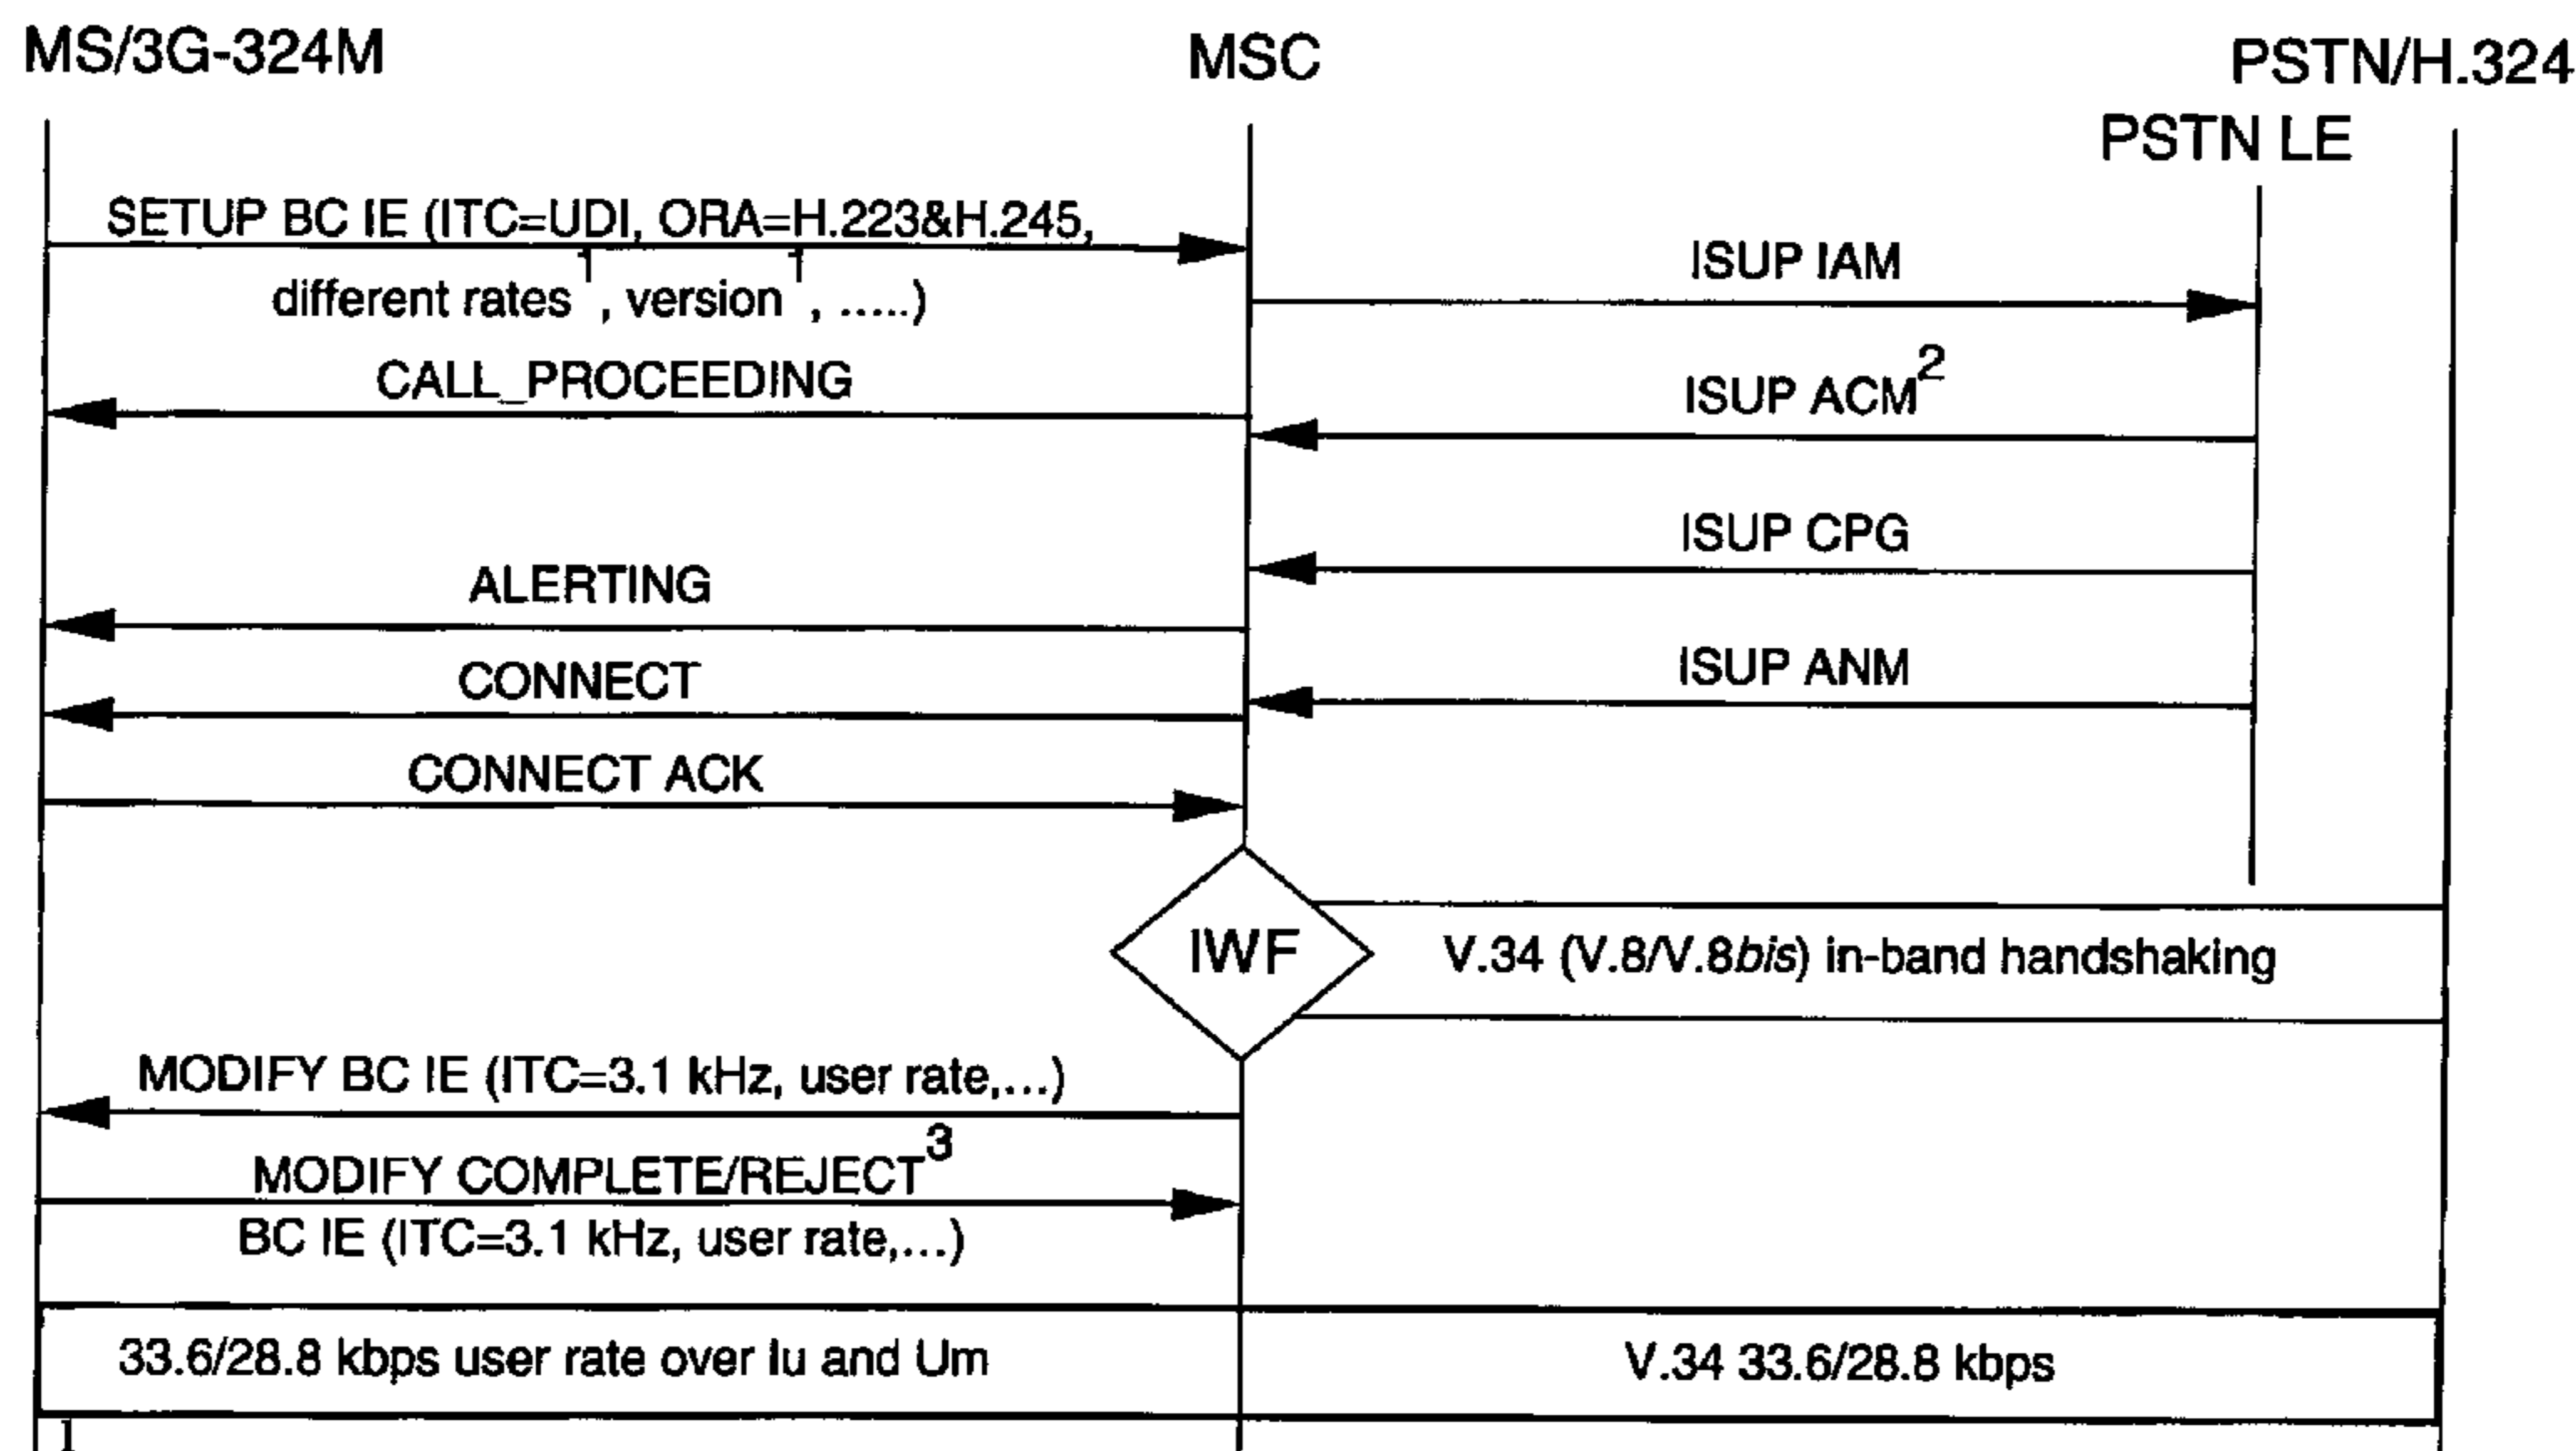 MS/3G-324M
MSC
PSTN/H.324
PSTN LE
SETUP BC IE (ITC=UDI, ORA=H.223&H.245,
different rates1, version1, .....)
ISUP IAM
CALL_PROCEEDING
ISUP ACM2
ISUP CPG
ALERTING
ISUP ANM
CONNECT
CONNECT ACK
IWF
V.34 (V.8/V.8bis) in-band handshaking
MODIFY BC IE (ITC=3.1 kHz, user rate,...)
MODIFY COMPLETE/REJECT3
BC IE (ITC=3.1 kHz, user rate,...)
33.6/28.8 kbps user rate over Iu and Um
V.34 33.6/28.8 kbps
1